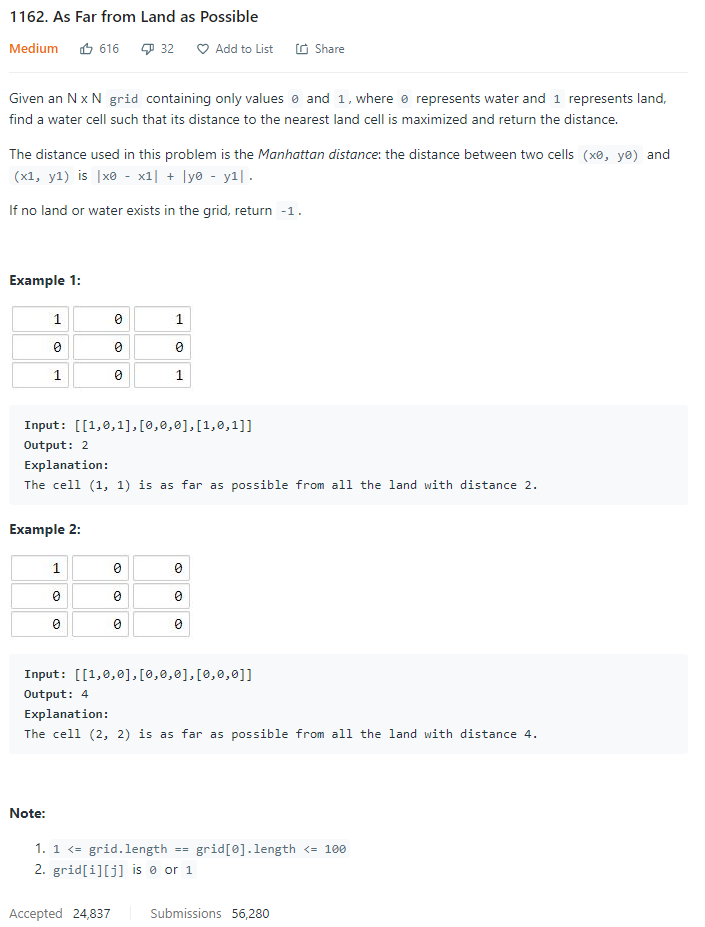 1162. As Far from Land as Possible
Medium 616 32 Add to List Share
Given an N x N grid containing only values 0 and 1, where 0 represents water and 1 represents land,
find a water cell such that its distance to the nearest land cell is maximized and return the distance.
The distance used in this problem is the Manhattan distance: the distance between two cells (x0, y0) and
(x1, y1) is |x0 - x1| + |y0 - y1|.
If no land or water exists in the grid, return -1.
Example 1:
1 0 1
0 0 0
1 0 1
Input: [[1,0,1],[0,0,0],[1,0,1]]
Output: 2
Explanation:
The cell (1, 1) is as far as possible from all the land with distance 2.
Example 2:
1 0 0
0 0 0
0 0 0
Input: [[1,0,0],[0,0,0],[0,0,0]]
Output: 4
Explanation:
The cell (2, 2) is as far as possible from all the land with distance 4.
Note:
1. 1 <= grid.length == grid[0].length <= 100
2. grid[i][j] is 0 or 1
Accepted 24,837 Submissions 56,280